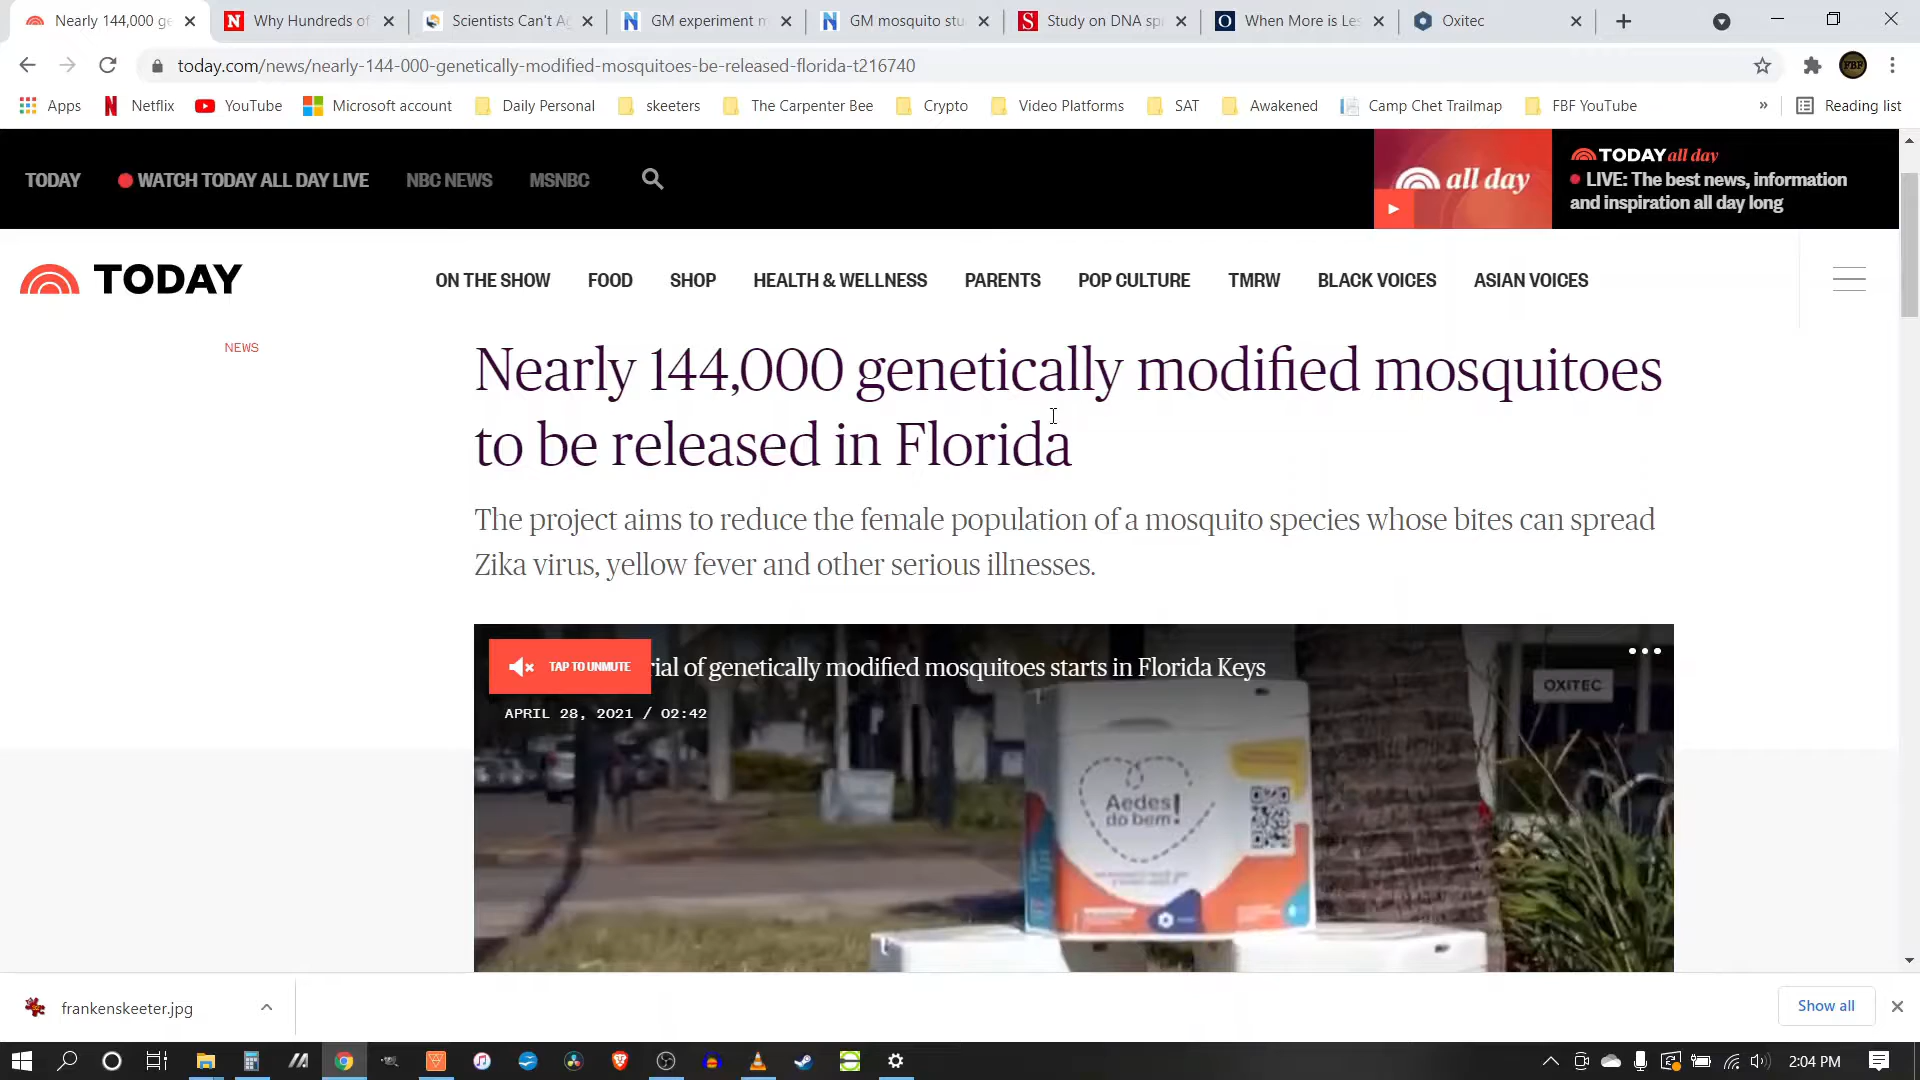 Nearly 144,000 ge
Why Hundreds of
Scientists Can't A
GM experiment m
GM mosquito stu
Study on DNA sp
When More is Les
Oxitec
today.com/news/nearly-144-000-genetically-modified-mosquitoes-be-released-florida-t216740
FBF
Apps
Netflix
YouTube
Microsoft account
Daily Personal
skeeters
The Carpenter Bee
Crypto
Video Platforms
SAT
Awakened
Camp Chet Trailmap
FBF YouTube
»
Reading list
TODAY
WATCH TODAY ALL DAY LIVE
NBC NEWS
MSNBC
all day
TODAY all day
LIVE: The best news, information
and inspiration all day long
TODAY
ON THE SHOW
FOOD
SHOP
HEALTH & WELLNESS
PARENTS
POP CULTURE
TMRW
BLACK VOICES
ASIAN VOICES
NEWS
Nearly 144,000 genetically modified mosquitoes
to be released in Florida
The project aims to reduce the female population of a mosquito species whose bites can spread
Zika virus, yellow fever and other serious illnesses.
TAP TO UNMUTE
rial of genetically modified mosquitoes starts in Florida Keys
OXITEC
APRIL 28, 2021 / 02:42
Aedes!
do bem!
frankenskeeter.jpg
Show all
2:04 PM